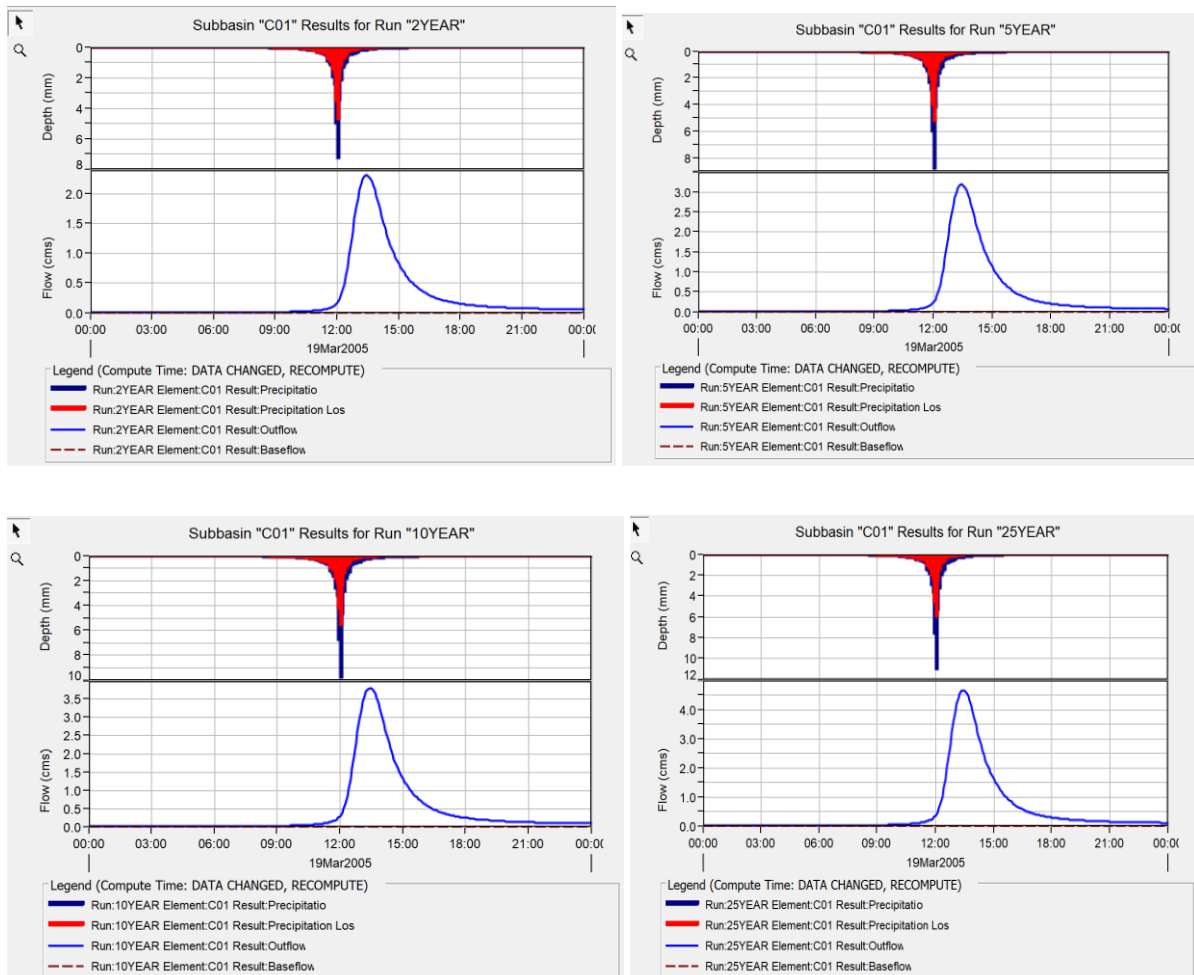 Subbasin "C01" Results for Run "2YEAR"
Depth (mm)
0
2
4
6
8
Flow (cms)
2.0
1.5
1.0
0.5
0.0
00:00 03:00 06:00 09:00 12:00 15:00 18:00 21:00 00:00
19Mar2005
Legend (Compute Time: DATA CHANGED, RECOMPUTE)
Run:2YEAR Element:C01 Result:Precipitatio
Run:2YEAR Element:C01 Result:Precipitation Los
Run:2YEAR Element:C01 Result:Outflow
Run:2YEAR Element:C01 Result:Baseflow
Subbasin "C01" Results for Run "5YEAR"
Depth (mm)
0
2
4
6
8
Flow (cms)
3.0
2.5
2.0
1.5
1.0
0.5
0.0
00:00 03:00 06:00 09:00 12:00 15:00 18:00 21:00 00:00
19Mar2005
Legend (Compute Time: DATA CHANGED, RECOMPUTE)
Run:5YEAR Element:C01 Result:Precipitatio
Run:5YEAR Element:C01 Result:Precipitation Los
Run:5YEAR Element:C01 Result:Outflow
Run:5YEAR Element:C01 Result:Baseflow
Subbasin "C01" Results for Run "10YEAR"
Depth (mm)
0
2
4
6
8
10
Flow (cms)
3.5
3.0
2.5
2.0
1.5
1.0
0.5
0.0
00:00 03:00 06:00 09:00 12:00 15:00 18:00 21:00 00:00
19Mar2005
Legend (Compute Time: DATA CHANGED, RECOMPUTE)
Run:10YEAR Element:C01 Result:Precipitatio
Run:10YEAR Element:C01 Result:Precipitation Los
Run:10YEAR Element:C01 Result:Outflow
Run:10YEAR Element:C01 Result:Baseflow
Subbasin "C01" Results for Run "25YEAR"
Depth (mm)
0
2
4
6
8
10
12
Flow (cms)
4.0
3.0
2.0
1.0
0.0
00:00 03:00 06:00 09:00 12:00 15:00 18:00 21:00 00:00
19Mar2005
Legend (Compute Time: DATA CHANGED, RECOMPUTE)
Run:25YEAR Element:C01 Result:Precipitatio
Run:25YEAR Element:C01 Result:Precipitation Los
Run:25YEAR Element:C01 Result:Outflow
Run:25YEAR Element:C01 Result:Baseflow